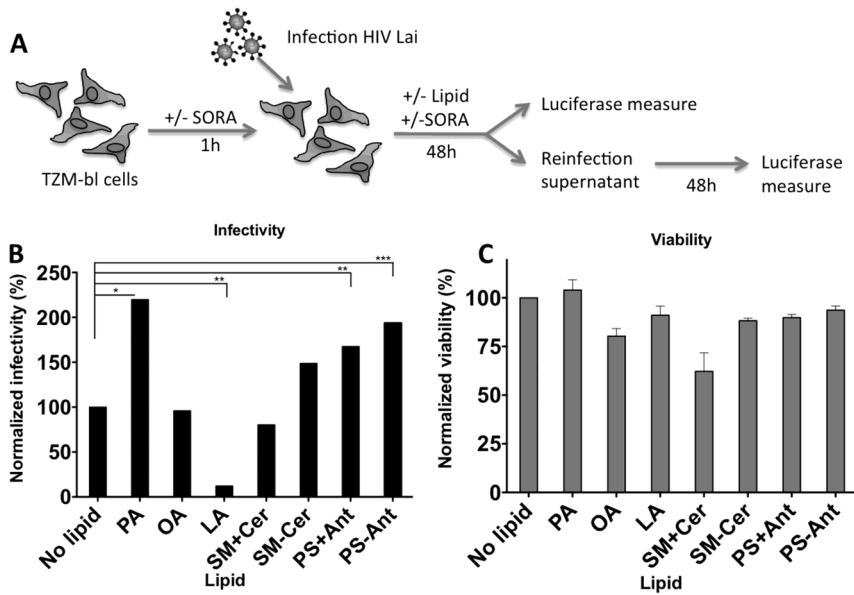 A
Infection HIV Lai
+/- SORA
1h
TZM-bl cells
+/- Lipid
+/-SORA
48h
Luciferase measure
Reinfection
supernatant
48h
Luciferase
measure
B
Infectivity
Normalized infectivity (%)
250
200
150
100
50
0
*
**
**
***
No lipid
PA
OA
LA
SM+Cer
SM-Cer
PS+Ant
PS-Ant
Lipid
C
Viability
Normalized viability (%)
100
75
50
25
0
No lipid
PA
OA
LA
SM+Cer
SM-Cer
PS+Ant
PS-Ant
Lipid